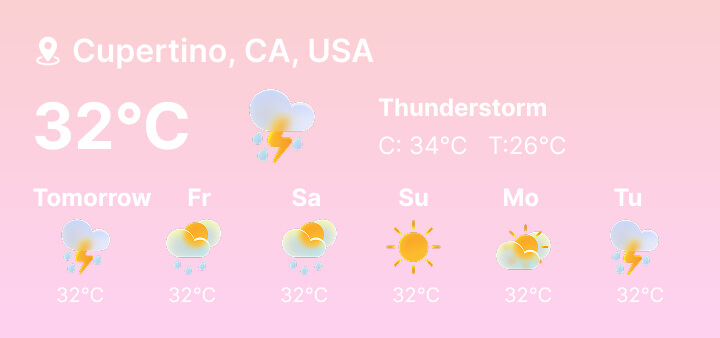 Cupertino, CA, USA
32°C
Thunderstorm
C: 34°C T:26°C
Tomorrow Fr Sa Su Mo Tu
32°C 32°C 32°C 32°C 32°C 32°C